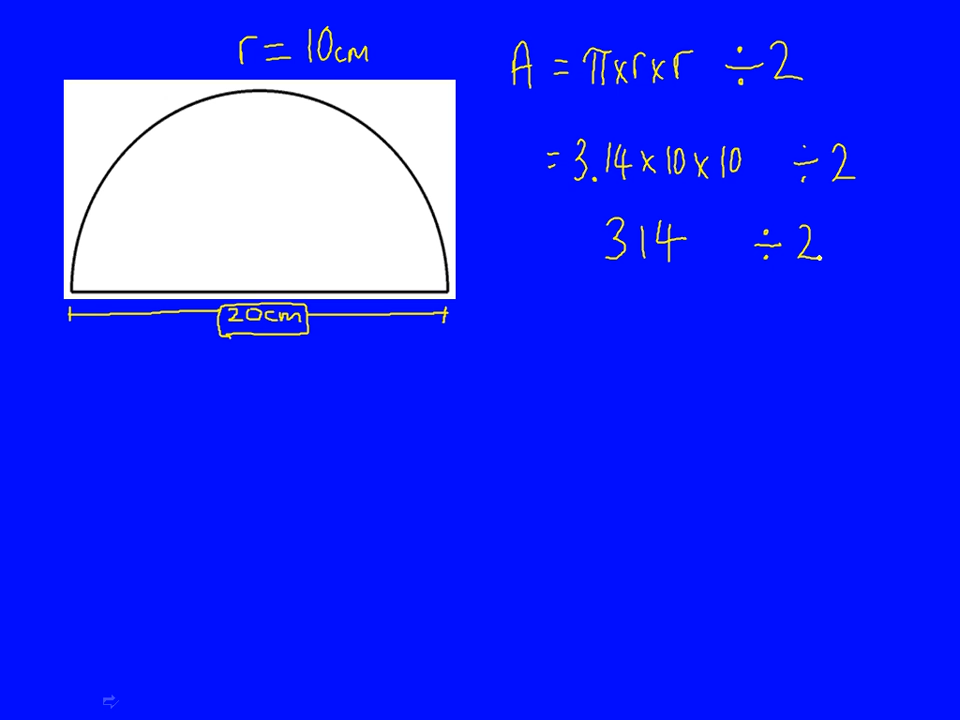 r = 10cm
20cm
A = π×r×r ÷2
= 3.14×10×10 ÷2
314 ÷2.